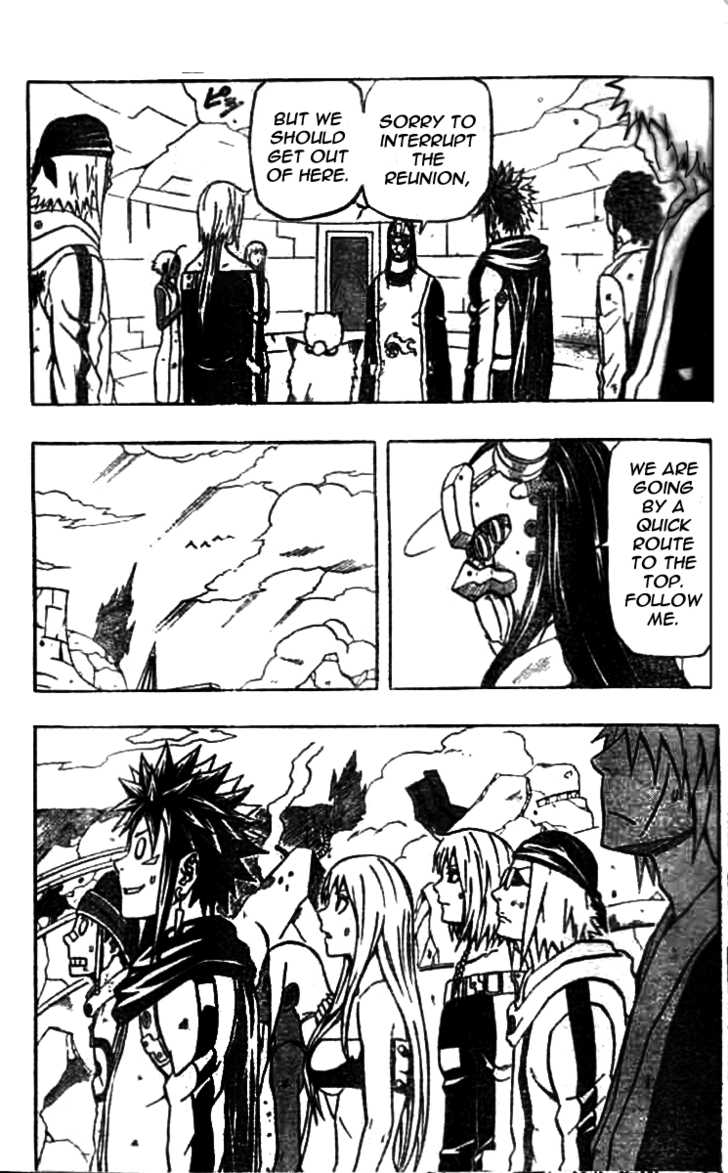 SORRY TO
INTERRUPT
THE
REUNION,
BUT WE
SHOULD
GET OUT
OF HERE.
WE ARE
GOING
BY A
QUICK
ROUTE
TO THE
TOP.
FOLLOW
ME.